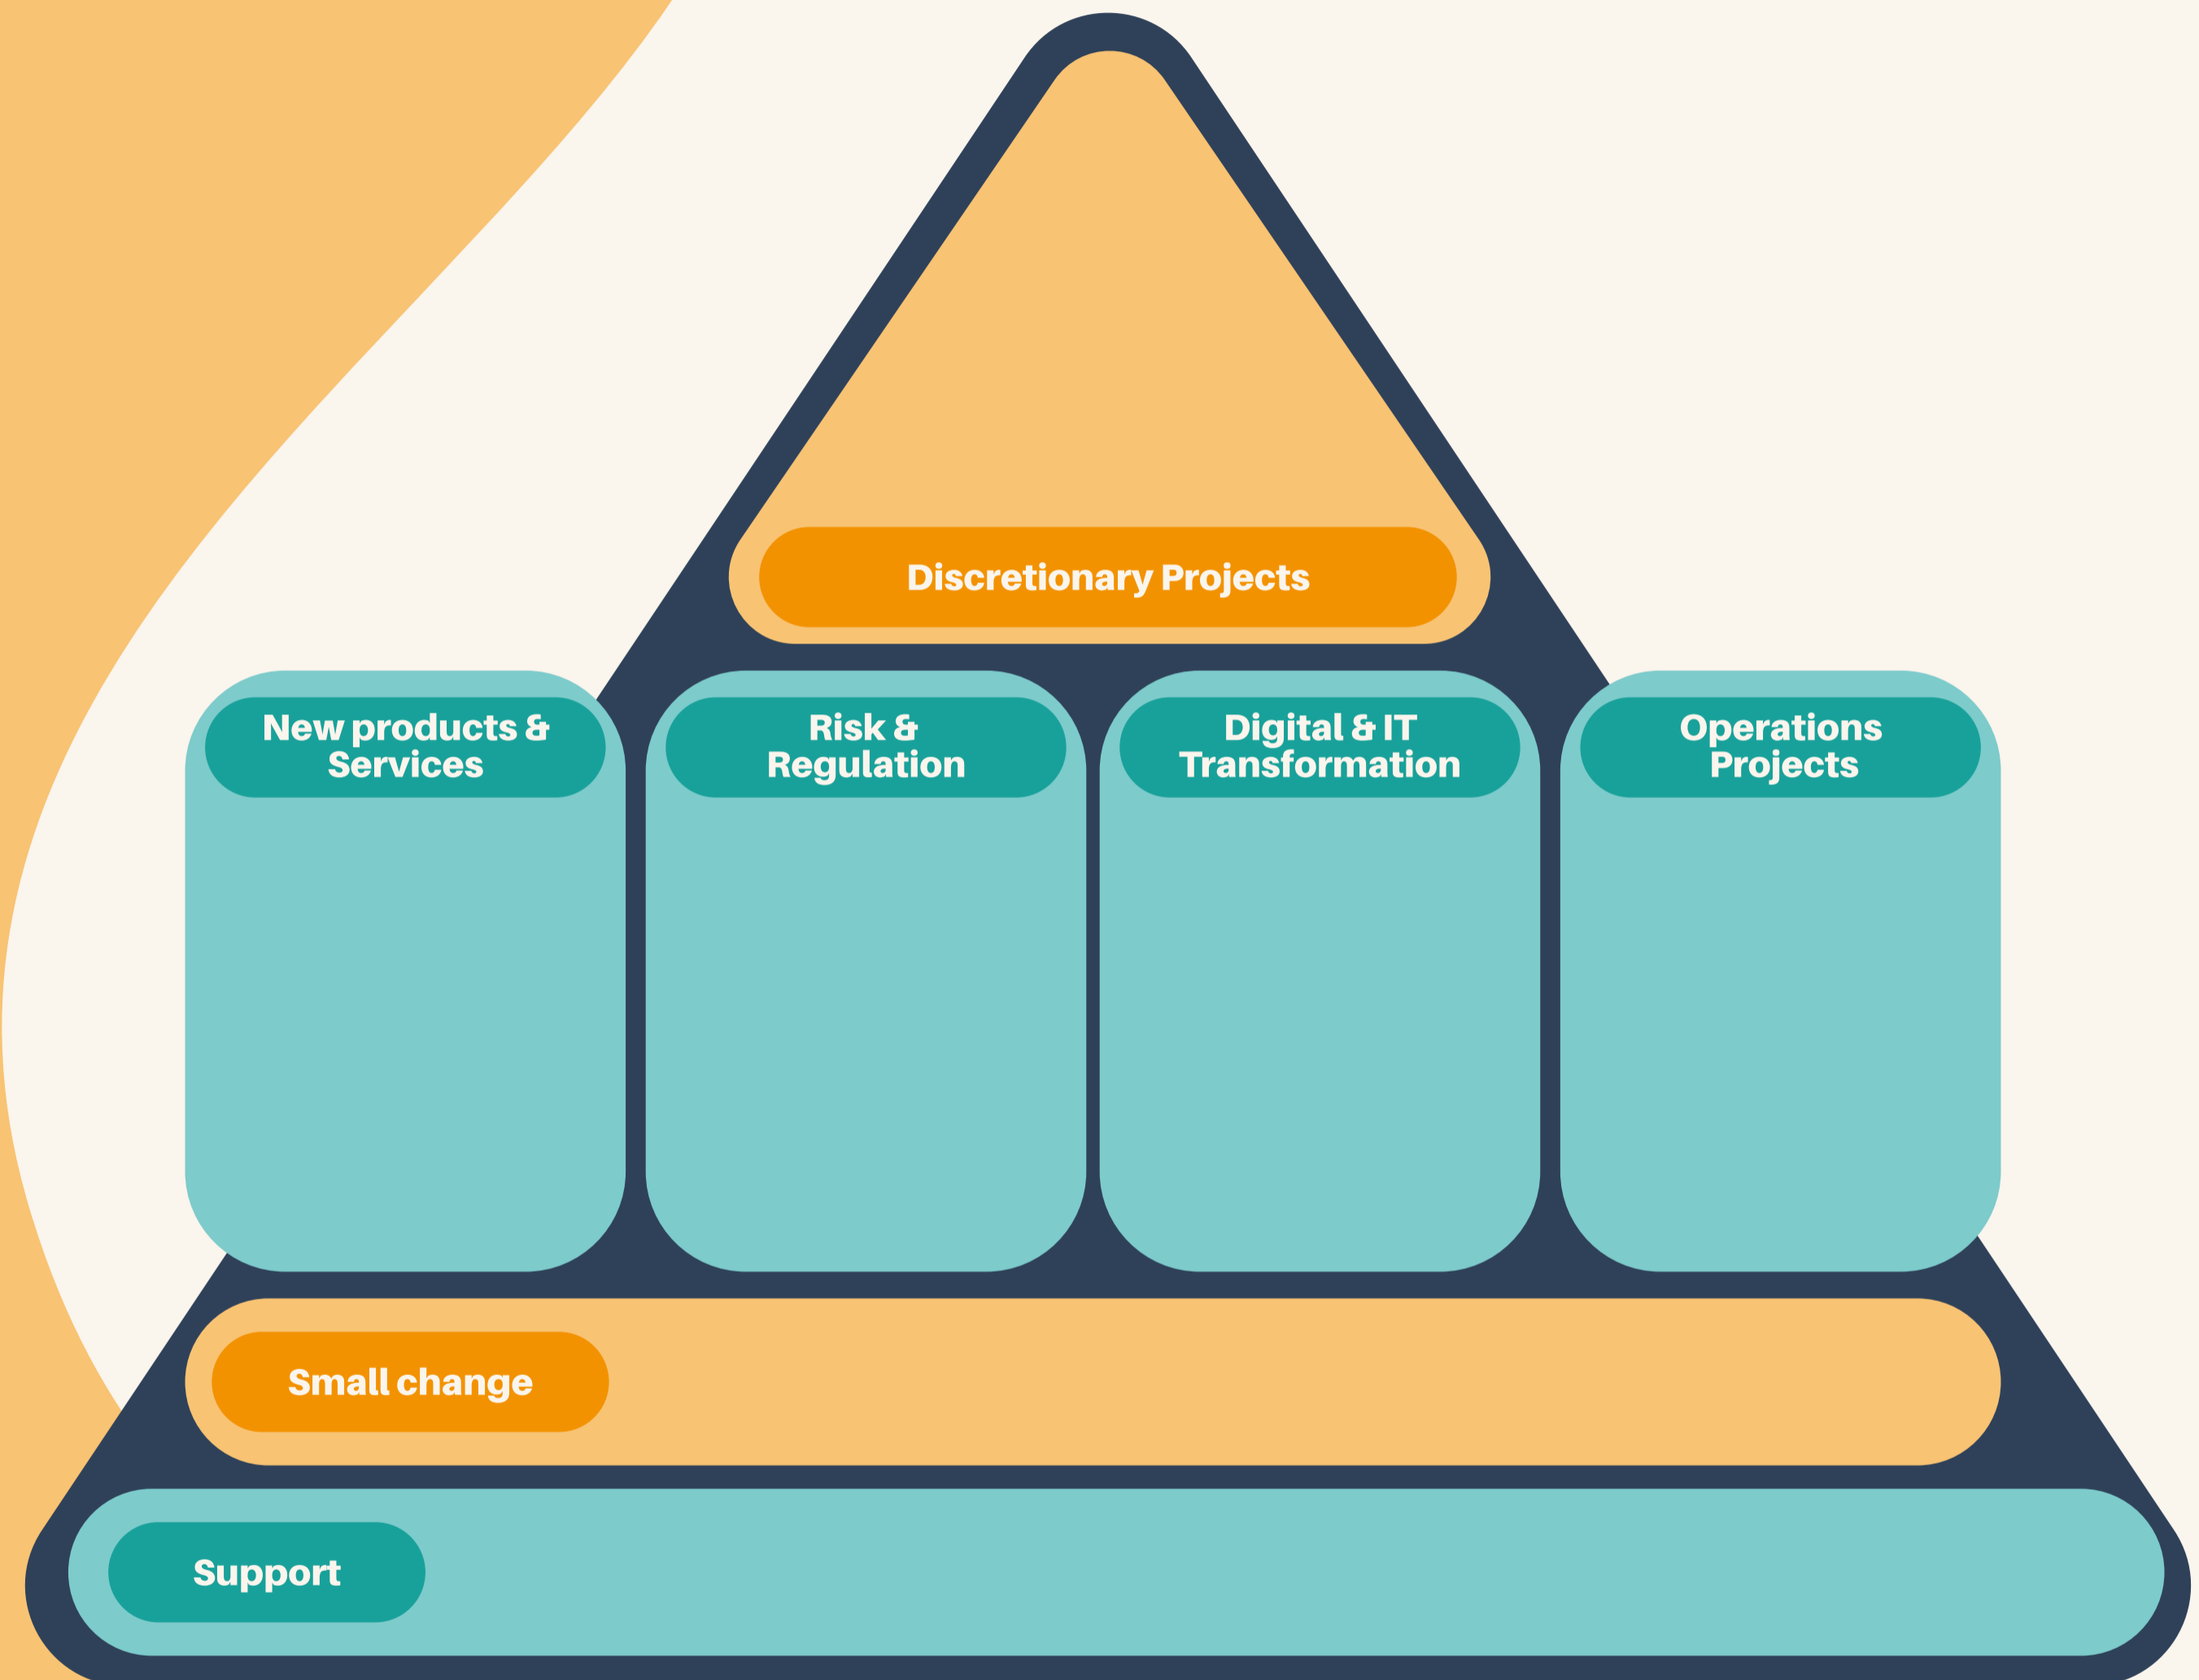 Discretionary Projects
New products &
Services
Risk &
Regulation
Digital & IT
Transformation
Operations
Projects
Small change
Support